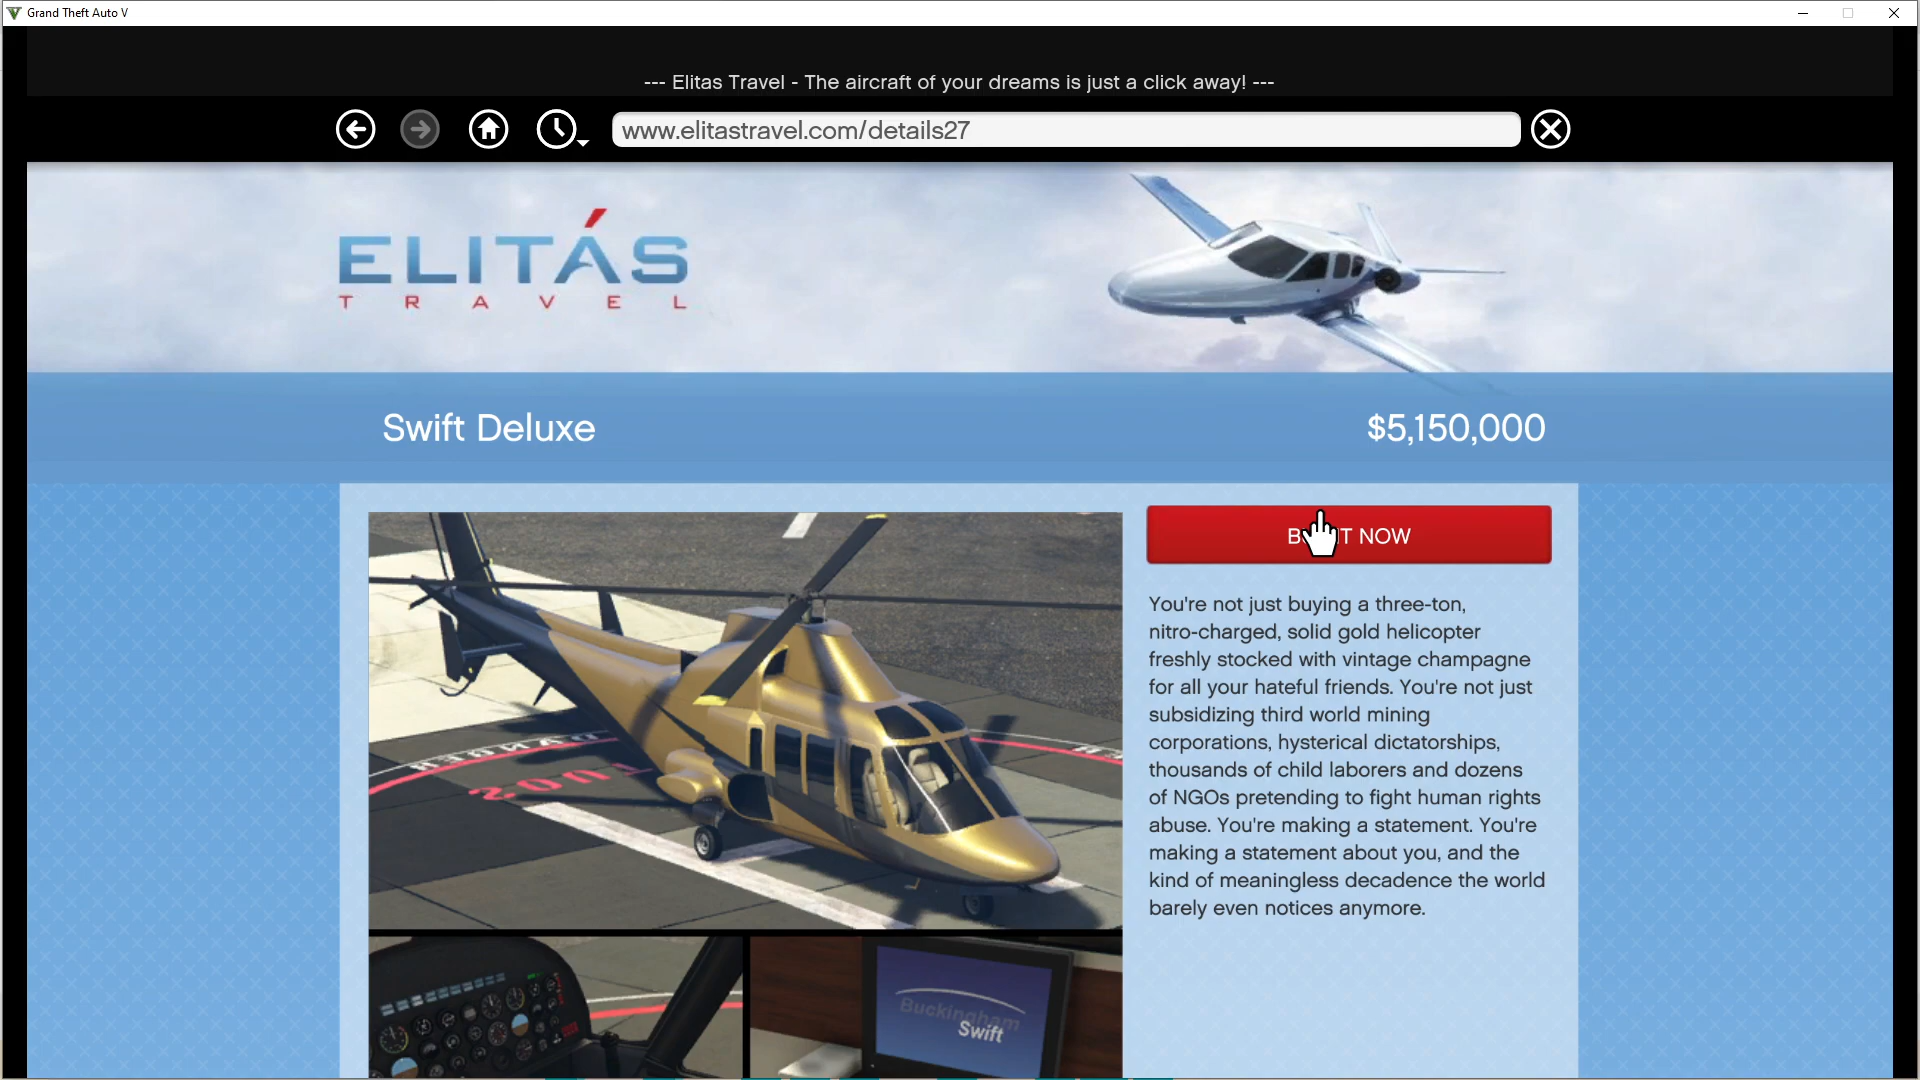 Grand Theft Auto V
--- Elitas Travel - The aircraft of your dreams is just a click away! ---
www.elitastravel.com/details27
ELITÁS
TRAVEL
Swift Deluxe
$5,150,000
NOW
You're not just buying a three-ton,
nitro-charged, solid gold helicopter
freshly stocked with vintage champagne
for all your hateful friends. You're not just
subsidizing third world mining
corporations, hysterical dictatorships,
thousands of child laborers and dozens
of NGOs pretending to fight human rights
abuse. You're making a statement. You're
making a statement about you, and the
kind of meaningless decadence the world
barely even notices anymore.
DANGER
Buckingham
Swift